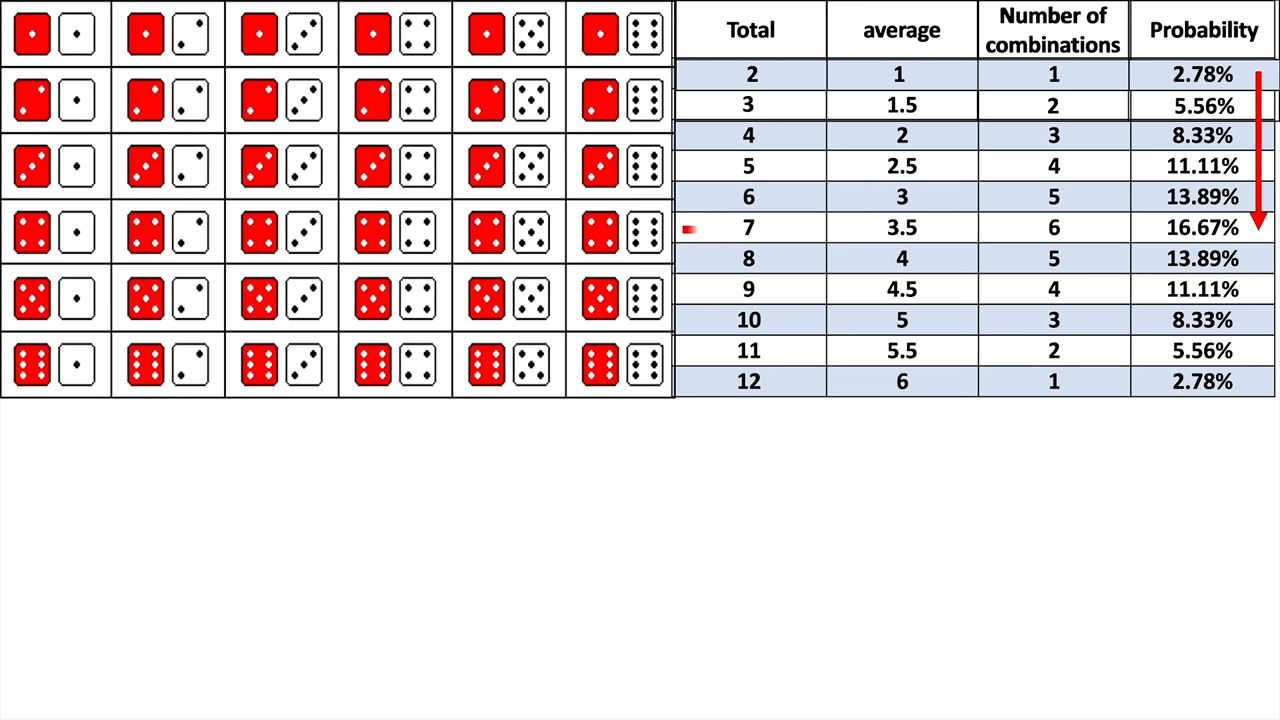 Total average Number of combinations Probability
2 1 1 2.78%
3 1.5 2 5.56%
4 2 3 8.33%
5 2.5 4 11.11%
6 3 5 13.89%
7 3.5 6 16.67%
8 4 5 13.89%
9 4.5 4 11.11%
10 5 3 8.33%
11 5.5 2 5.56%
12 6 1 2.78%